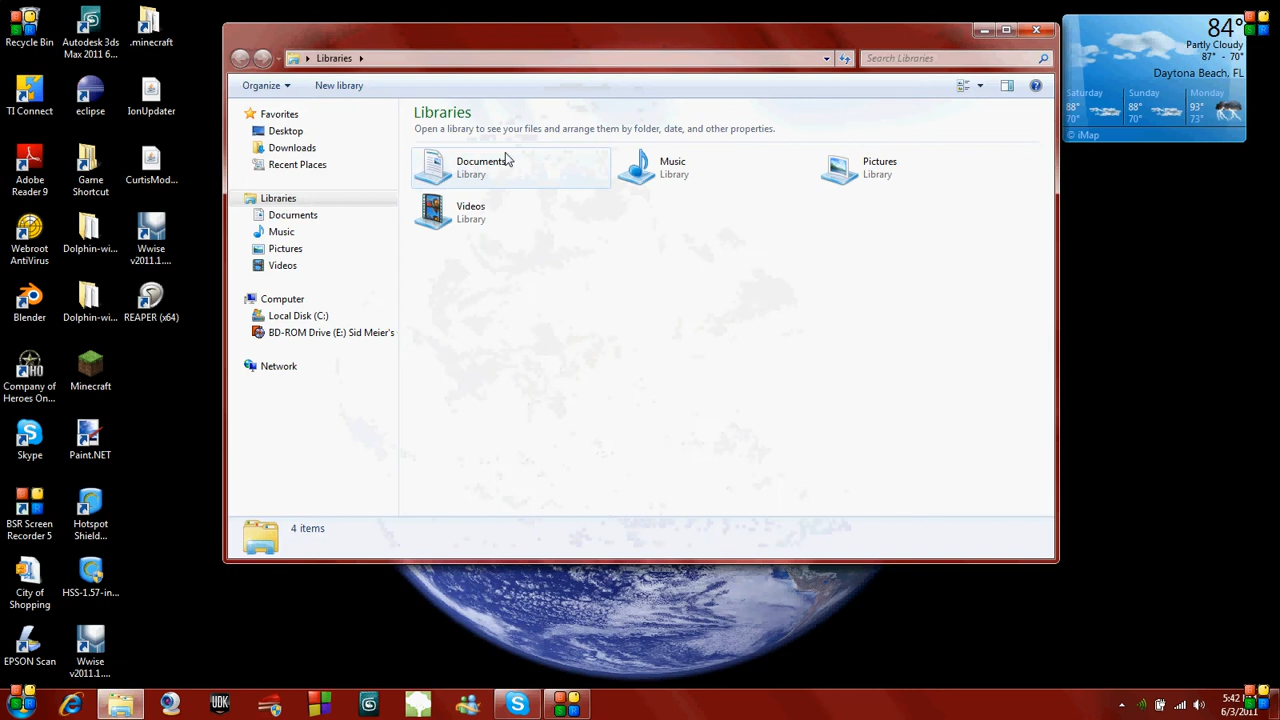 Recycle Bin
Autodesk 3ds
Max 2011 6...
.minecraft
TI Connect
eclipse
IonUpdater
Adobe
Reader 9
Game
Shortcut
CurtisMod...
Webroot
AntiVirus
Dolphin-wi...
Wwise
v2011.1....
Blender
Dolphin-wi...
REAPER (x64)
Company of
Heroes On...
Minecraft
Skype
Paint.NET
BSR Screen
Recorder 5
Hotspot
Shield...
City of
Shopping
HSS-1.57-in...
EPSON Scan
Wwise
v2011.1....
Libraries
Search Libraries
Organize
New library
Favorites
Desktop
Downloads
Recent Places
Libraries
Documents
Music
Pictures
Videos
Computer
Local Disk (C:)
BD-ROM Drive (E:) Sid Meier's
Network
Libraries
Open a library to see your files and arrange them by folder, date, and other properties.
Documents
Library
Music
Library
Pictures
Library
Videos
Library
4 items
84°
Partly Cloudy
87° - 70°
Daytona Beach, FL
Saturday
88°
70°
Sunday
88°
70°
Monday
93°
73°
© iMap
UDK
5:42
6/3/2011